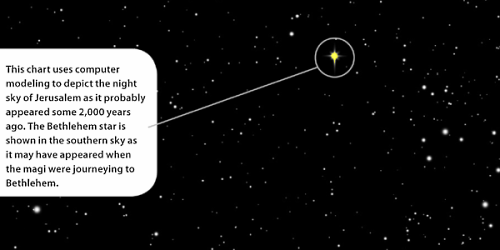 This chart uses computer
modeling to depict the night
sky of Jerusalem as it probably
appeared some 2,000 years
ago. The Bethlehem star is
shown in the southern sky as
it may have appeared when
the magi were journeying to
Bethlehem.